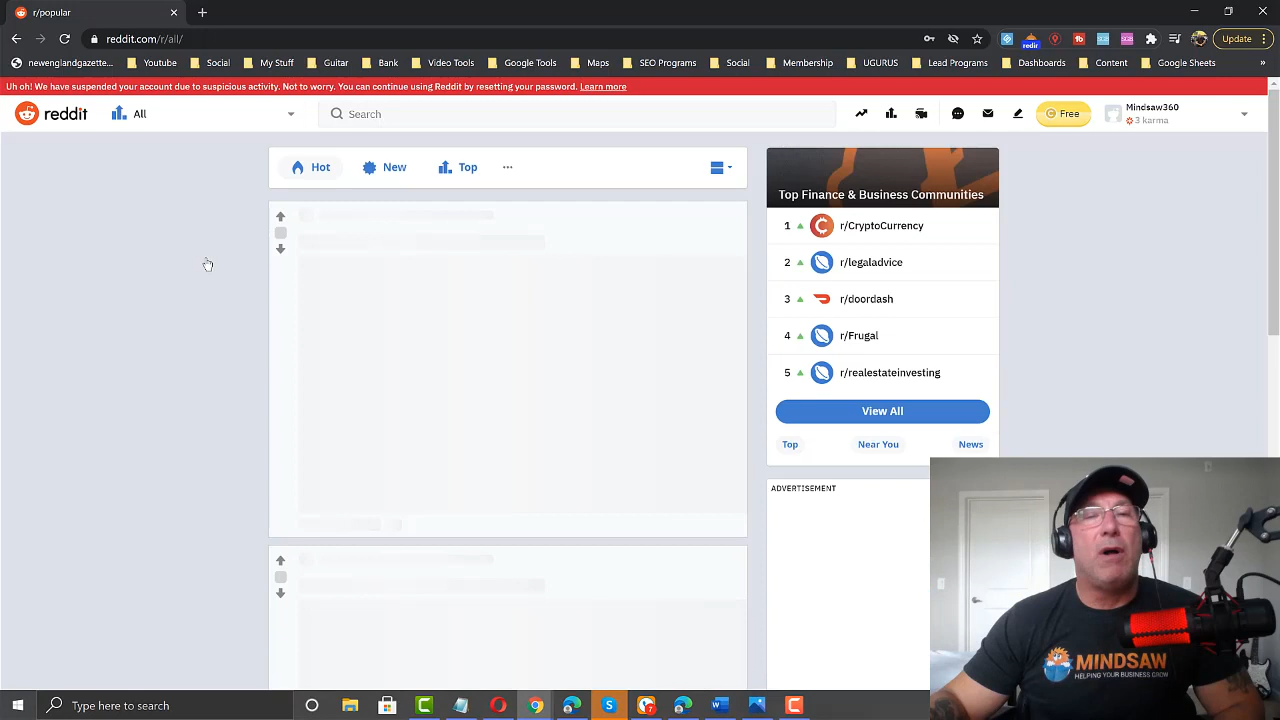 r/popular
reddit.com/r/all/
Update
newenglandgazette...
Youtube
Social
My Stuff
Guitar
Bank
Video Tools
Google Tools
Maps
SEO Programs
Social
Membership
UGURUS
Lead Programs
Dashboards
Content
Google Sheets
»
Uh oh! We have suspended your account due to suspicious activity. Not to worry. You can continue using Reddit by resetting your password. Learn more
reddit
All
Search
Free
Mindsaw360
3 karma
Hot
New
Top
...
Top Finance & Business Communities
1 r/CryptoCurrency
2 r/legaladvice
3 r/doordash
4 r/Frugal
5 r/realestateinvesting
View All
Top
Near You
News
ADVERTISEMENT
MINDSAW
HELPING YOUR BUSINESS GROW
Type here to search